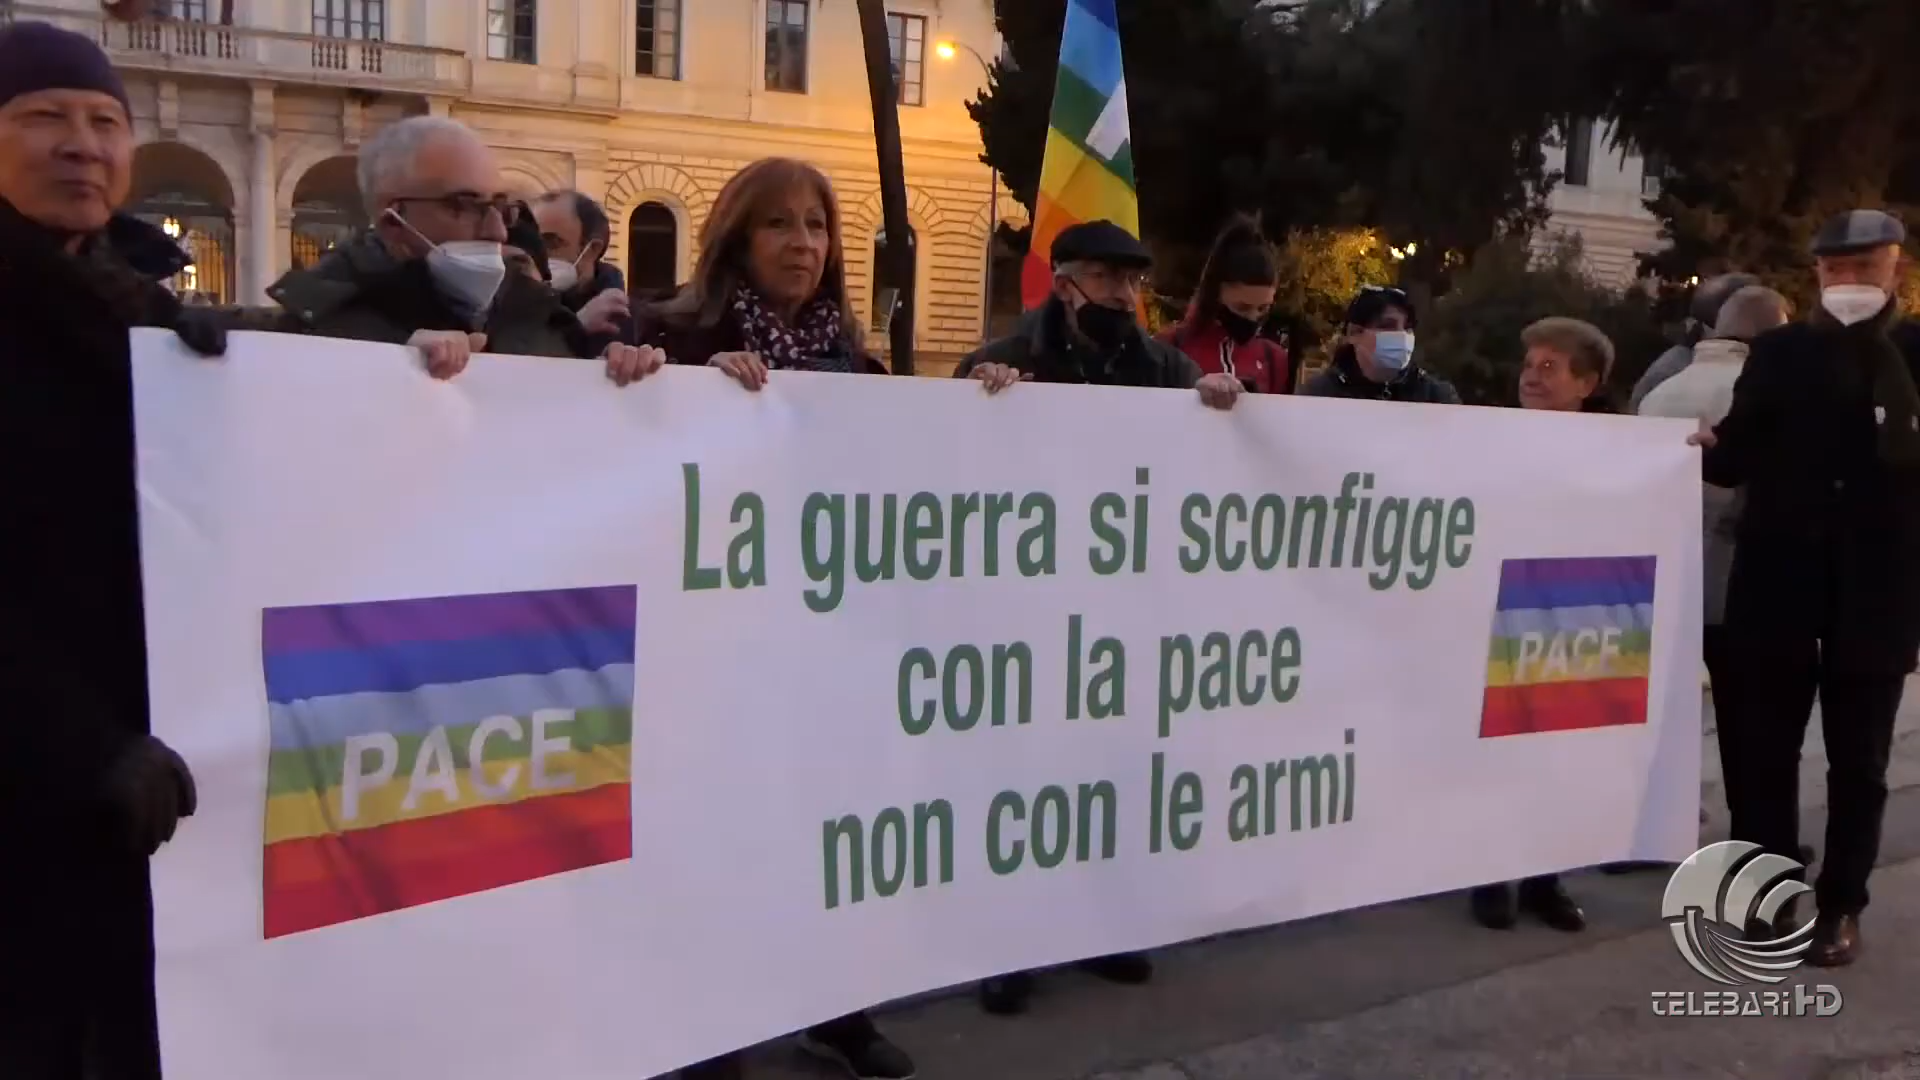 La guerra si sconfigge
con la pace
non con le armi
PACE
PACE
TELEBARI HD